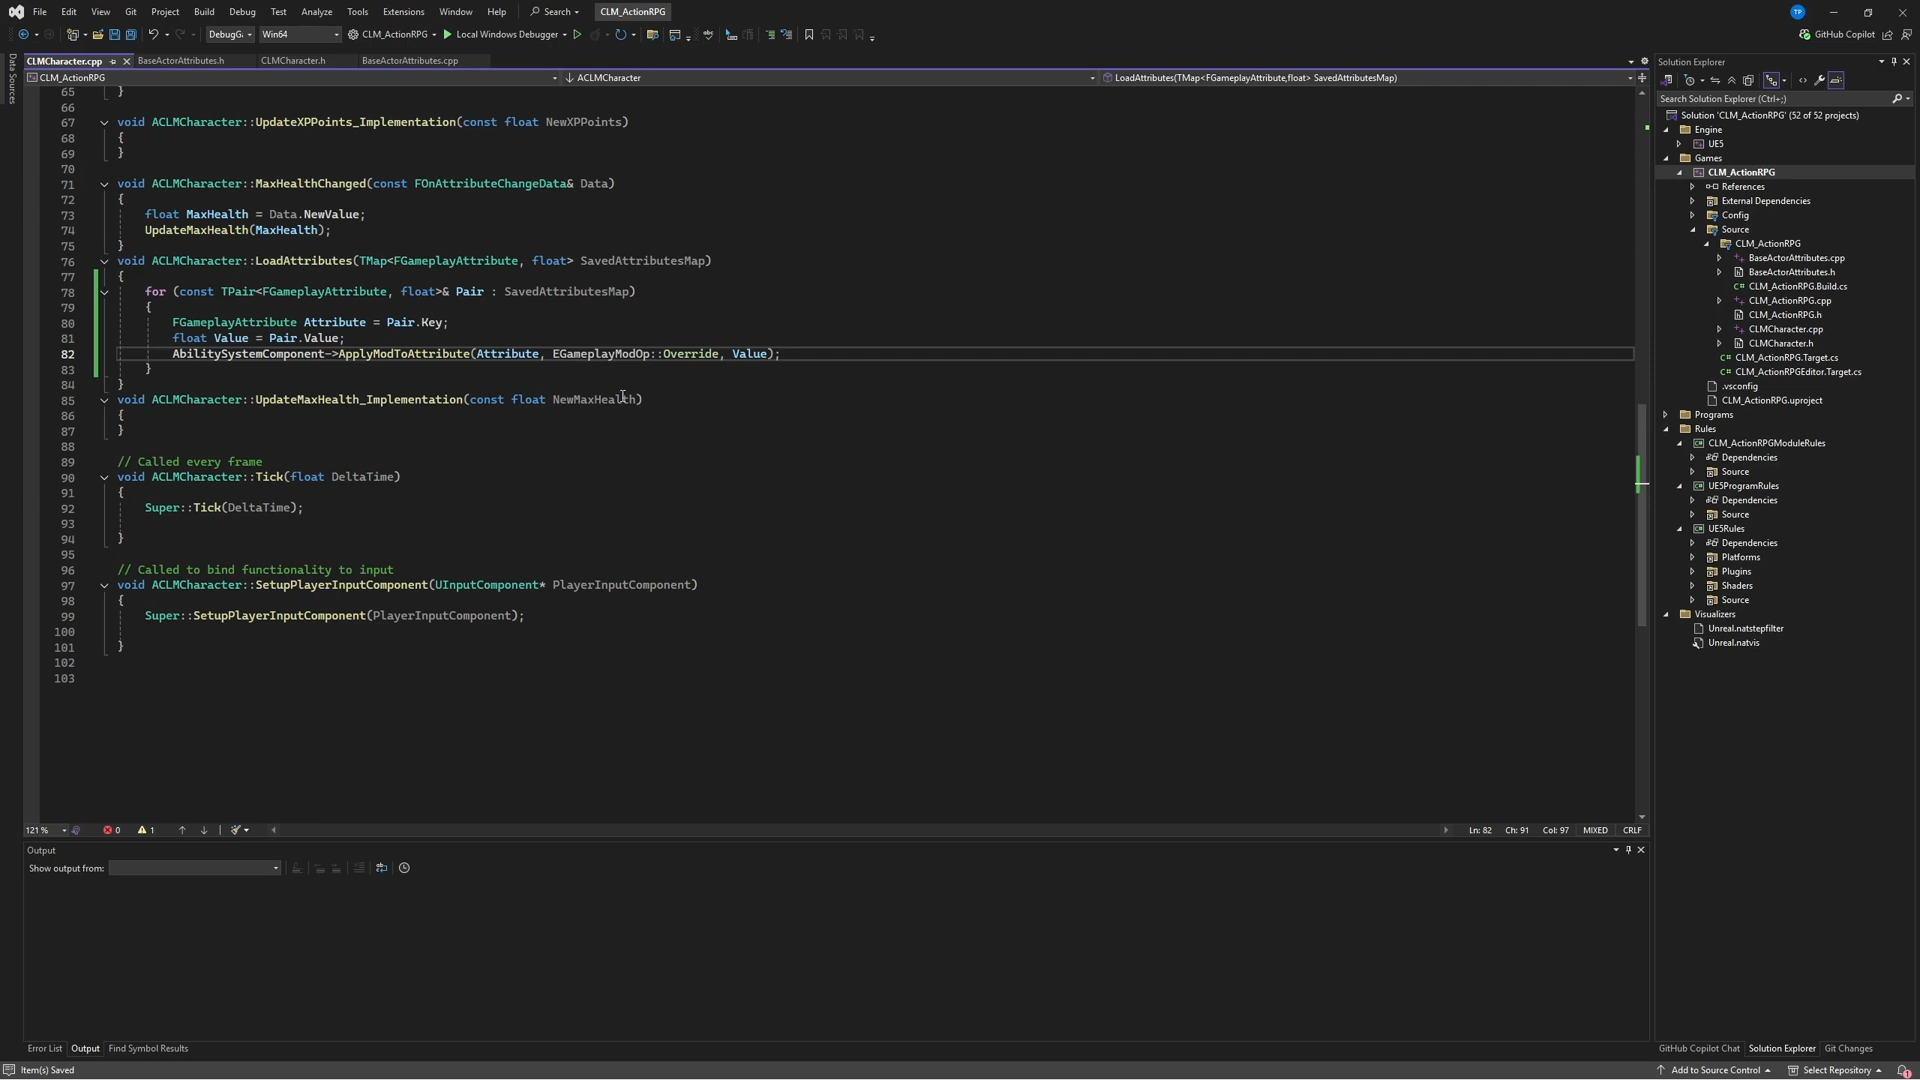 File Edit View Git Project Build Debug Test Analyze Tools Extensions Window Help Search CLM_ActionRPG TP
DebugG Win64 CLM_ActionRPG Local Windows Debugger GitHub Copilot
Data Sources
CLMCharacter.cpp BaseActorAttributes.h CLMCharacter.h BaseActorAttributes.cpp
CLM_ActionRPG ACLMCharacter LoadAttributes(TMap<FGameplayAttribute,float> SavedAttributesMap)
65 }
66
67 void ACLMCharacter::UpdateXPPoints_Implementation(const float NewXPPoints)
68 {
69 }
70
71 void ACLMCharacter::MaxHealthChanged(const FOnAttributeChangeData& Data)
72 {
73 float MaxHealth = Data.NewValue;
74 UpdateMaxHealth(MaxHealth);
75 }
76 void ACLMCharacter::LoadAttributes(TMap<FGameplayAttribute, float> SavedAttributesMap)
77 {
78 for (const TPair<FGameplayAttribute, float>& Pair : SavedAttributesMap)
79 {
80 FGameplayAttribute Attribute = Pair.Key;
81 float Value = Pair.Value;
82 AbilitySystemComponent->ApplyModToAttribute(Attribute, EGameplayModOp::Override, Value);
83 }
84 }
85 void ACLMCharacter::UpdateMaxHealth_Implementation(const float NewMaxHealth)
86 {
87 }
88
89 // Called every frame
90 void ACLMCharacter::Tick(float DeltaTime)
91 {
92 Super::Tick(DeltaTime);
93
94 }
95
96 // Called to bind functionality to input
97 void ACLMCharacter::SetupPlayerInputComponent(UInputComponent* PlayerInputComponent)
98 {
99 Super::SetupPlayerInputComponent(PlayerInputComponent);
100
101 }
102
103
121 % 0 1 Ln: 82 Ch: 91 Col: 97 MIXED CRLF
Output
Show output from:
Error List Output Find Symbol Results
Item(s) Saved
Solution Explorer
Search Solution Explorer (Ctrl+;)
Solution 'CLM_ActionRPG' (52 of 52 projects)
Engine
UE5
Games
CLM_ActionRPG
References
External Dependencies
Config
Source
CLM_ActionRPG
BaseActorAttributes.cpp
BaseActorAttributes.h
C# CLM_ActionRPG.Build.cs
CLM_ActionRPG.cpp
CLM_ActionRPG.h
CLMCharacter.cpp
CLMCharacter.h
C# CLM_ActionRPG.Target.cs
C# CLM_ActionRPGEditor.Target.cs
.vsconfig
CLM_ActionRPG.uproject
Programs
Rules
CLM_ActionRPGModuleRules
Dependencies
Source
UE5ProgramRules
Dependencies
Source
UE5Rules
Dependencies
Platforms
Plugins
Shaders
Source
Visualizers
Unreal.natstepfilter
Unreal.natvis
GitHub Copilot Chat Solution Explorer Git Changes
Add to Source Control Select Repository